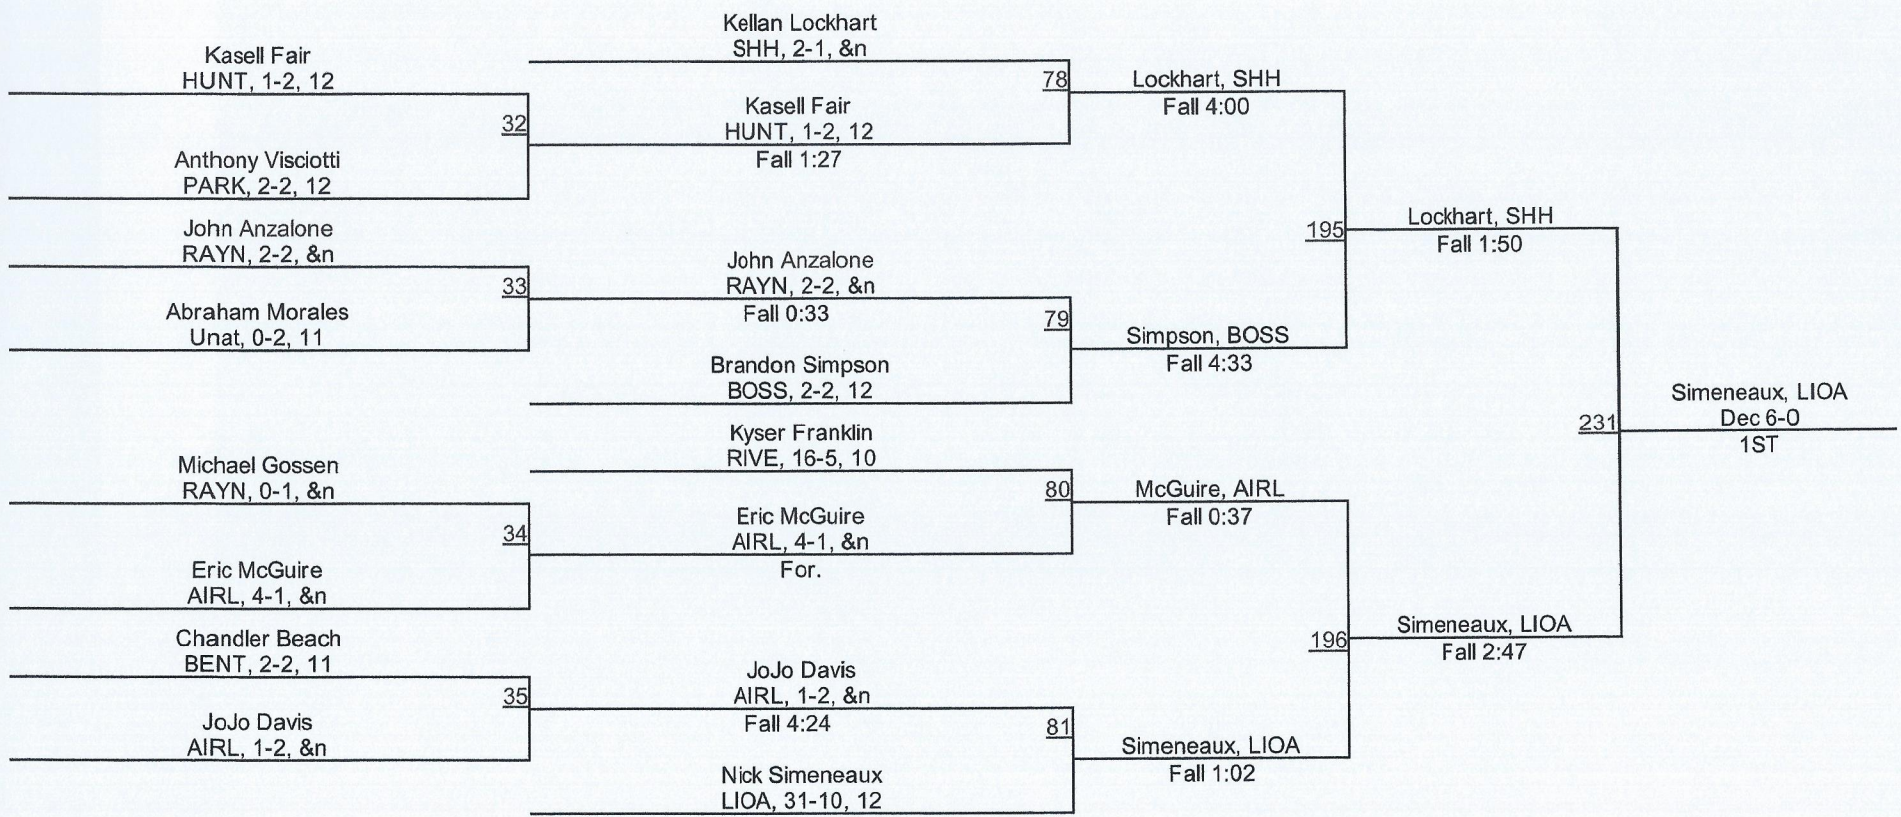 Kasell Fair
HUNT, 1-2, 12
32
Anthony Visciotti
PARK, 2-2, 12
John Anzalone
RAYN, 2-2, &n
33
Abraham Morales
Unat, 0-2, 11
Michael Gossen
RAYN, 0-1, &n
34
Eric McGuire
AIRL, 4-1, &n
Chandler Beach
BENT, 2-2, 11
35
JoJo Davis
AIRL, 1-2, &n
Kellan Lockhart
SHH, 2-1, &n
78
Kasell Fair
HUNT, 1-2, 12
Fall 1:27
John Anzalone
RAYN, 2-2, &n
Fall 0:33
79
Brandon Simpson
BOSS, 2-2, 12
Kyser Franklin
RIVE, 16-5, 10
80
Eric McGuire
AIRL, 4-1, &n
For.
JoJo Davis
AIRL, 1-2, &n
Fall 4:24
81
Nick Simeneaux
LIOA, 31-10, 12
Lockhart, SHH
Fall 4:00
195
Simpson, BOSS
Fall 4:33
McGuire, AIRL
Fall 0:37
196
Simeneaux, LIOA
Fall 1:02
Lockhart, SHH
Fall 1:50
231
Simeneaux, LIOA
Fall 2:47
Simeneaux, LIOA
Dec 6-0
1ST